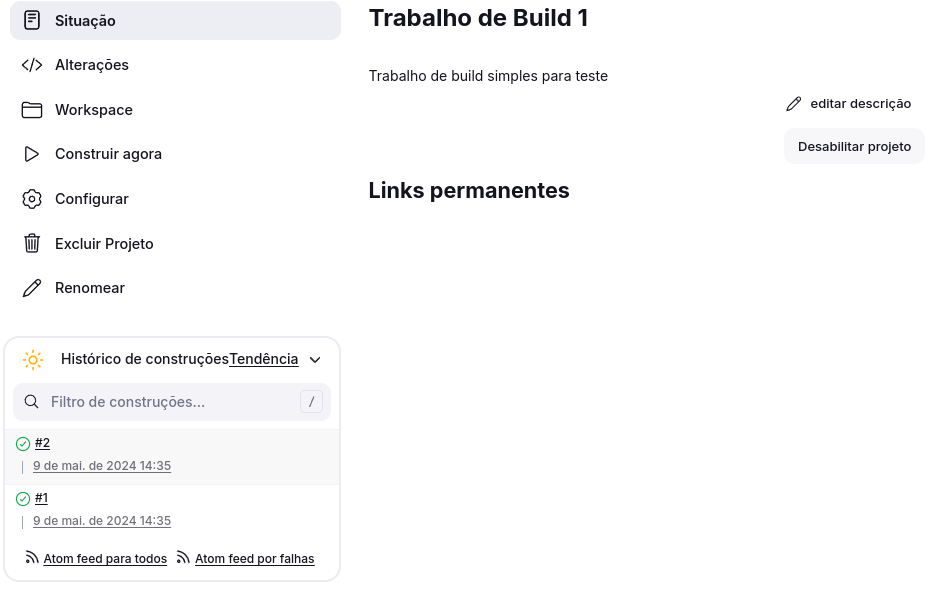 Situação
Alterações
Workspace
Construir agora
Configurar
Excluir Projeto
Renomear
Histórico de construçõesTendência
Filtro de construções...
/
#2
9 de mai. de 2024 14:35
#1
9 de mai. de 2024 14:35
Atom feed para todos Atom feed por falhas
Trabalho de Build 1
Trabalho de build simples para teste
editar descrição
Desabilitar projeto
Links permanentes